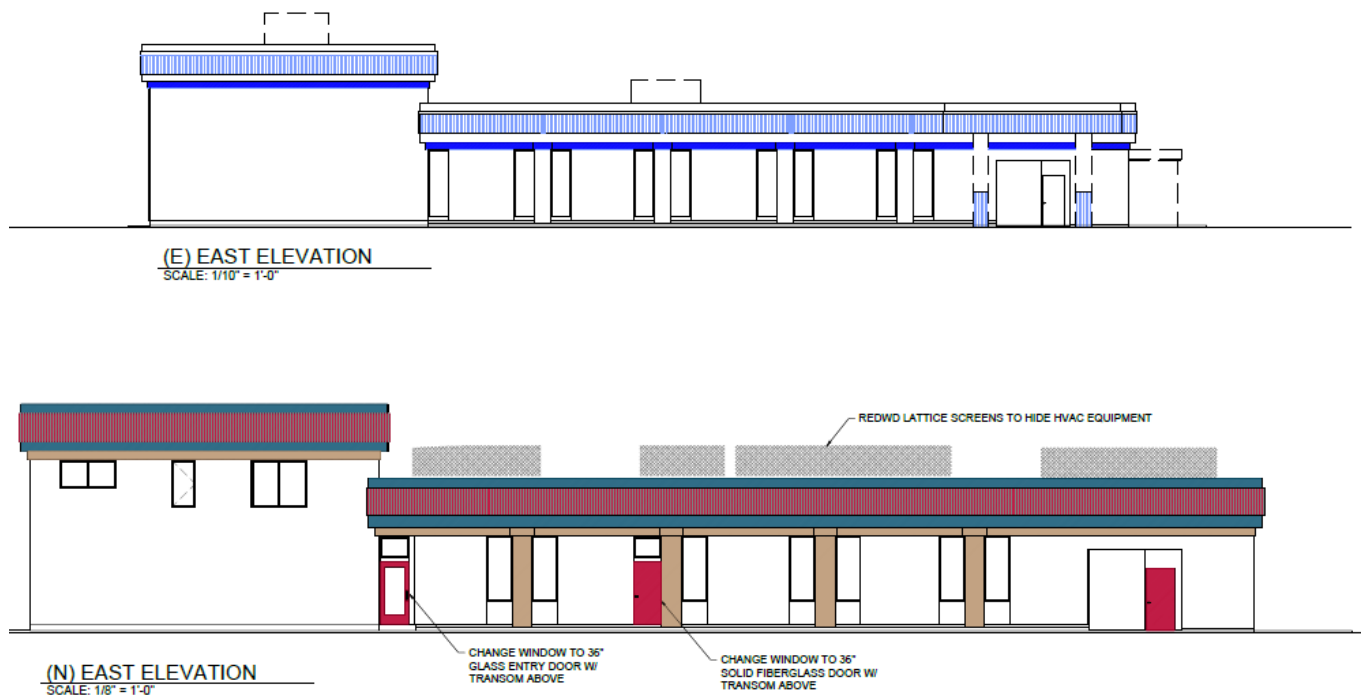 (E) EAST ELEVATION
SCALE: 1/10" = 1'-0"
REDWD LATTICE SCREENS TO HIDE HVAC EQUIPMENT
CHANGE WINDOW TO 36"
GLASS ENTRY DOOR W/
TRANSOM ABOVE
CHANGE WINDOW TO 36"
SOLID FIBERGLASS DOOR W/
TRANSOM ABOVE
(N) EAST ELEVATION
SCALE: 1/8" = 1'-0"